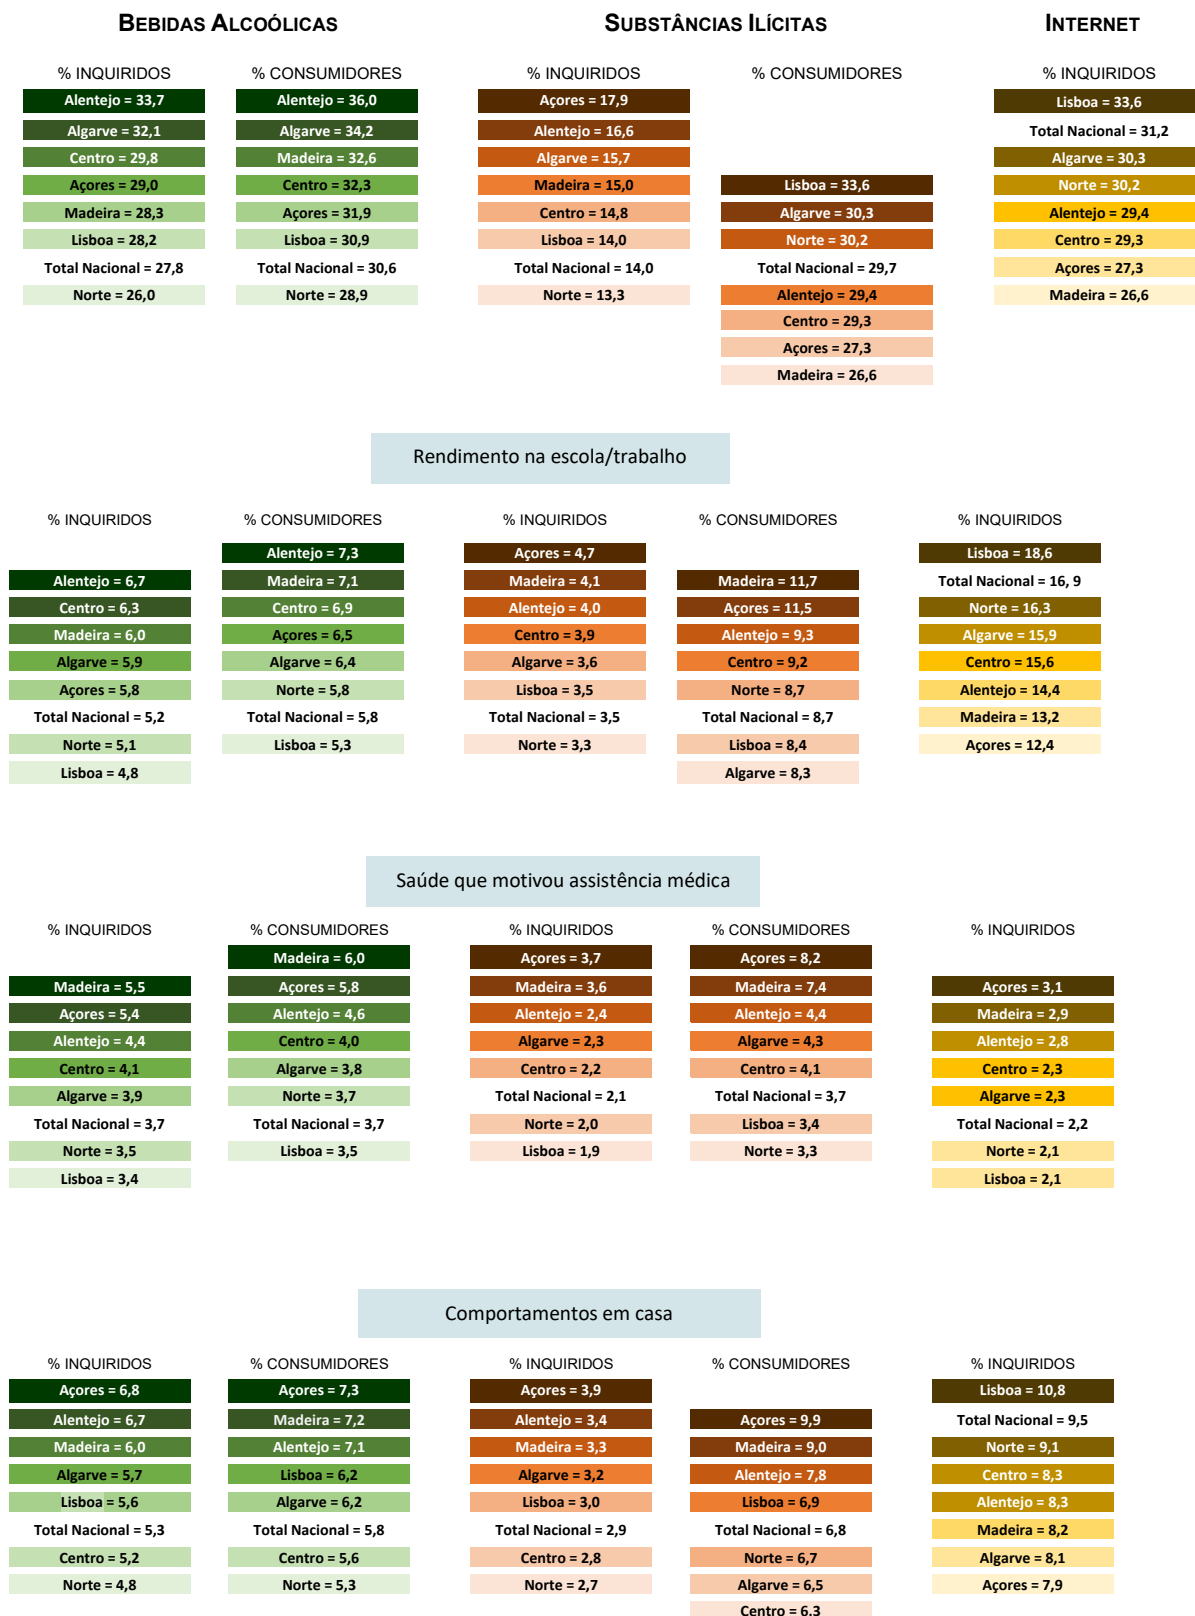 BEBIDAS ALCOÓLICAS SUBSTÂNCIAS ILÍCITAS INTERNET
% INQUIRIDOS % CONSUMIDORES % INQUIRIDOS % CONSUMIDORES % INQUIRIDOS
Alentejo = 33,7 Alentejo = 36,0 Açores = 17,9 Lisboa = 33,6
Algarve = 32,1 Algarve = 34,2 Alentejo = 16,6 Total Nacional = 31,2
Centro = 29,8 Madeira = 32,6 Algarve = 15,7 Algarve = 30,3
Açores = 29,0 Centro = 32,3 Madeira = 15,0 Lisboa = 33,6 Norte = 30,2
Madeira = 28,3 Açores = 31,9 Centro = 14,8 Algarve = 30,3 Alentejo = 29,4
Lisboa = 28,2 Lisboa = 30,9 Lisboa = 14,0 Norte = 30,2 Centro = 29,3
Total Nacional = 27,8 Total Nacional = 30,6 Total Nacional = 14,0 Total Nacional = 29,7 Açores = 27,3
Norte = 26,0 Norte = 28,9 Norte = 13,3 Alentejo = 29,4 Madeira = 26,6
Centro = 29,3
Açores = 27,3
Madeira = 26,6
Rendimento na escola/trabalho
% INQUIRIDOS % CONSUMIDORES % INQUIRIDOS % CONSUMIDORES % INQUIRIDOS
Alentejo = 7,3 Açores = 4,7 Lisboa = 18,6
Alentejo = 6,7 Madeira = 7,1 Madeira = 4,1 Madeira = 11,7 Total Nacional = 16, 9
Centro = 6,3 Centro = 6,9 Alentejo = 4,0 Açores = 11,5 Norte = 16,3
Madeira = 6,0 Açores = 6,5 Centro = 3,9 Alentejo = 9,3 Algarve = 15,9
Algarve = 5,9 Algarve = 6,4 Algarve = 3,6 Centro = 9,2 Centro = 15,6
Açores = 5,8 Norte = 5,8 Lisboa = 3,5 Norte = 8,7 Alentejo = 14,4
Total Nacional = 5,2 Total Nacional = 5,8 Total Nacional = 3,5 Total Nacional = 8,7 Madeira = 13,2
Norte = 5,1 Lisboa = 5,3 Norte = 3,3 Lisboa = 8,4 Açores = 12,4
Lisboa = 4,8 Algarve = 8,3
Saúde que motivou assistência médica
% INQUIRIDOS % CONSUMIDORES % INQUIRIDOS % CONSUMIDORES % INQUIRIDOS
Madeira = 6,0 Açores = 3,7 Açores = 8,2
Madeira = 5,5 Açores = 5,8 Madeira = 3,6 Madeira = 7,4 Açores = 3,1
Açores = 5,4 Alentejo = 4,6 Alentejo = 2,4 Alentejo = 4,4 Madeira = 2,9
Alentejo = 4,4 Centro = 4,0 Algarve = 2,3 Algarve = 4,3 Alentejo = 2,8
Centro = 4,1 Algarve = 3,8 Centro = 2,2 Centro = 4,1 Centro = 2,3
Algarve = 3,9 Norte = 3,7 Total Nacional = 2,1 Total Nacional = 3,7 Algarve = 2,3
Total Nacional = 3,7 Total Nacional = 3,7 Norte = 2,0 Lisboa = 3,4 Total Nacional = 2,2
Norte = 3,5 Lisboa = 3,5 Lisboa = 1,9 Norte = 3,3 Norte = 2,1
Lisboa = 3,4 Lisboa = 2,1
Comportamentos em casa
% INQUIRIDOS % CONSUMIDORES % INQUIRIDOS % CONSUMIDORES % INQUIRIDOS
Açores = 6,8 Açores = 7,3 Açores = 3,9 Lisboa = 10,8
Alentejo = 6,7 Madeira = 7,2 Alentejo = 3,4 Açores = 9,9 Total Nacional = 9,5
Madeira = 6,0 Alentejo = 7,1 Madeira = 3,3 Madeira = 9,0 Norte = 9,1
Algarve = 5,7 Lisboa = 6,2 Algarve = 3,2 Alentejo = 7,8 Centro = 8,3
Lisboa = 5,6 Algarve = 6,2 Lisboa = 3,0 Lisboa = 6,9 Alentejo = 8,3
Total Nacional = 5,3 Total Nacional = 5,8 Total Nacional = 2,9 Total Nacional = 6,8 Madeira = 8,2
Centro = 5,2 Centro = 5,6 Centro = 2,8 Norte = 6,7 Algarve = 8,1
Norte = 4,8 Norte = 5,3 Norte = 2,7 Algarve = 6,5 Açores = 7,9
Centro = 6,3